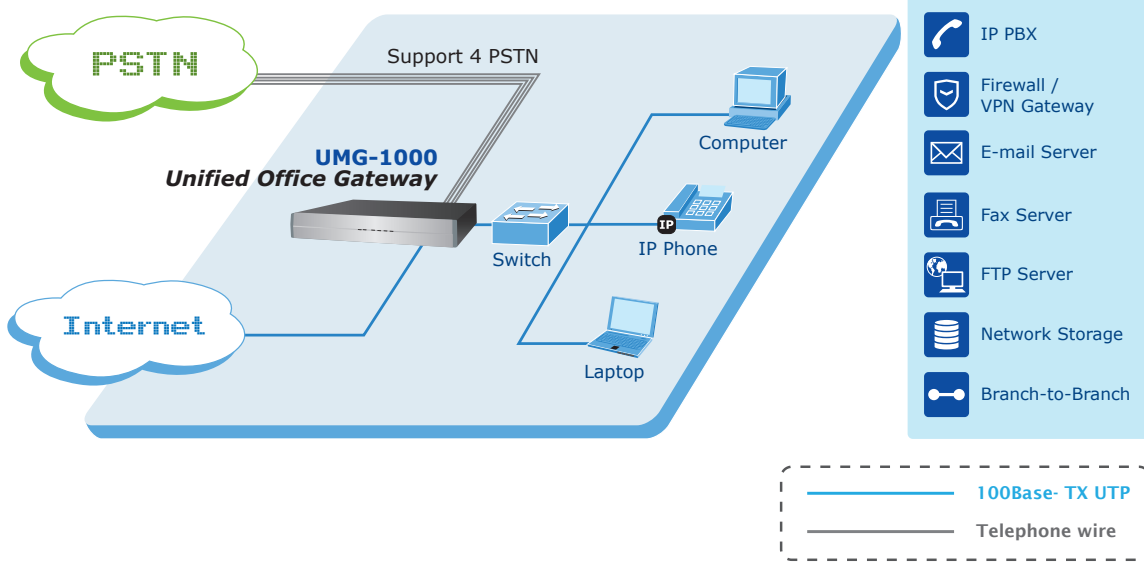 PSTN
Support 4 PSTN
UMG-1000
Unified Office Gateway
Internet
Switch
Computer
IP
IP Phone
Laptop
IP PBX
Firewall /
VPN Gateway
E-mail Server
Fax Server
FTP Server
Network Storage
Branch-to-Branch
100Base- TX UTP
Telephone wire